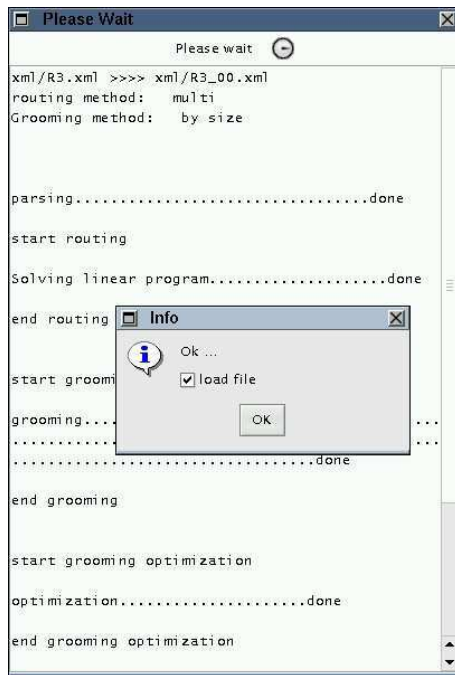 Please Wait
Please wait
xml/R3.xml >>>> xml/R3_00.xml
routing method: multi
Grooming method: by size
parsing.................................done
start routing
Solving linear program....................done
end routing
Info
Ok ...
load file
OK
start groomi
grooming....
...................................done
end grooming
start grooming optimization
optimization.....................done
end grooming optimization